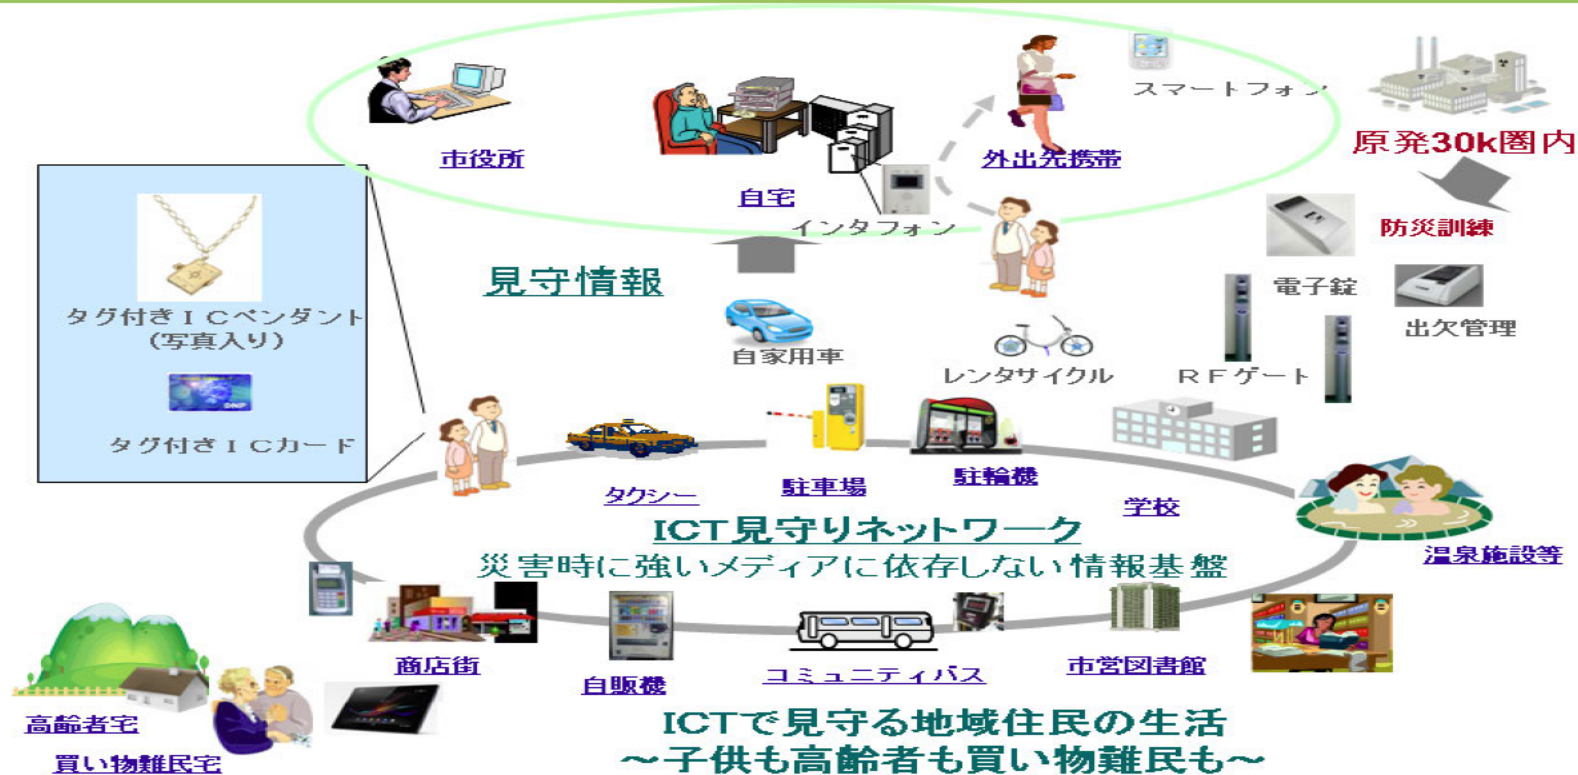 スマートフォン
原発30k圏内
市役所
自宅
外出先携帯
インタフォン
防災訓練
見守情報
電子錠
出欠管理
タグ付きＩＣペンダント
(写真入り)
自家用車
レンタサイクル
ＲＦゲート
DNP
タグ付きＩＣカード
タクシー
駐車場
駐輪機
学校
ICT見守りネットワーク
災害時に強いメディアに依存しない情報基盤
温泉施設等
商店街
自販機
コミュニティバス
市営図書館
高齢者宅
買い物難民宅
ICTで見守る地域住民の生活
～子供も高齢者も買い物難民も～